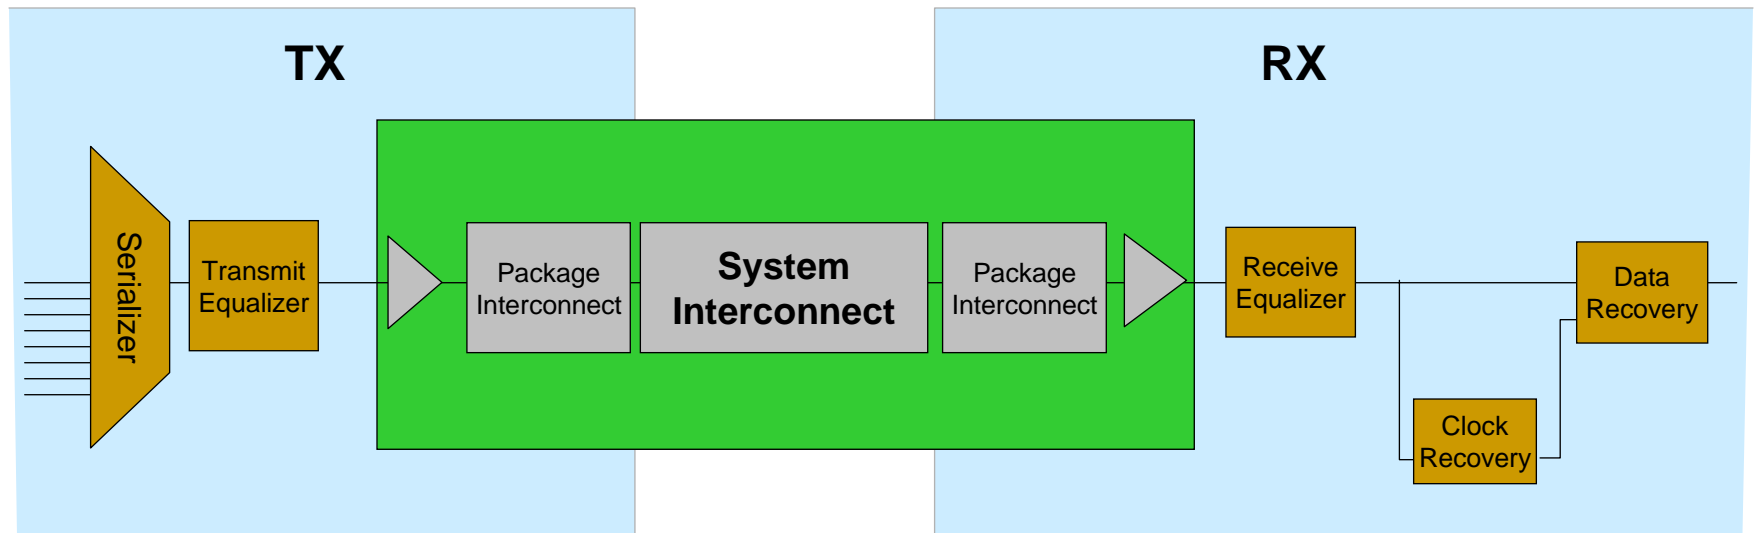 TX
RX
Serializer
Transmit
Equalizer
Package
Interconnect
System
Interconnect
Package
Interconnect
Receive
Equalizer
Data
Recovery
Clock
Recovery